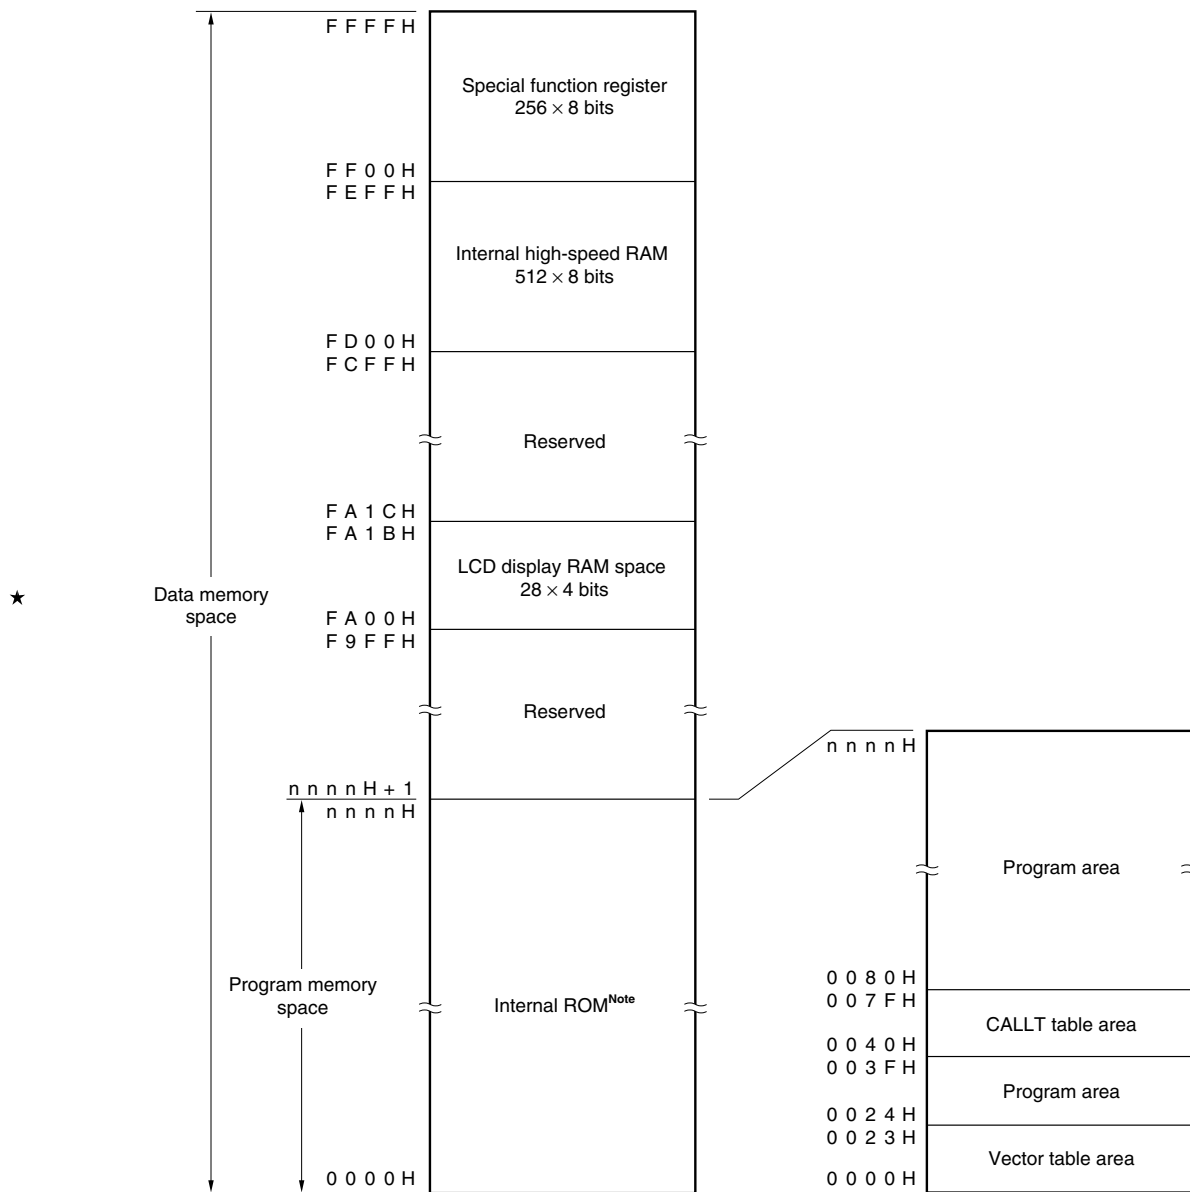 FFFFH
Special function register
256 × 8 bits
FF00H
FEFFH
Internal high-speed RAM
512 × 8 bits
FD00H
FCFFH
Reserved
FA1CH
FA1BH
LCD display RAM space
28 × 4 bits
★
Data memory
space
FA00H
F9FFH
Reserved
nnnnH + 1
nnnnH
Program memory
space
Internal ROMNote
0000H
nnnnH
Program area
0080H
007FH
CALLT table area
0040H
003FH
Program area
0024H
0023H
Vector table area
0000H